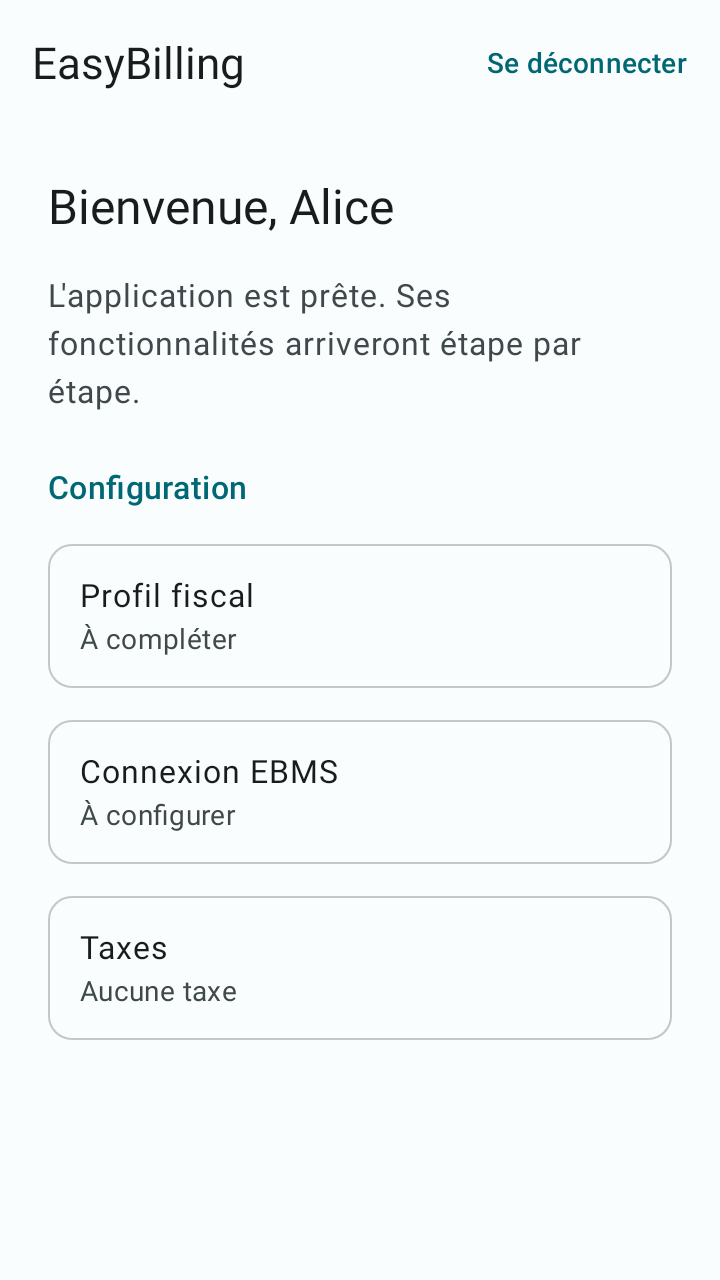 EasyBilling
Se déconnecter
Bienvenue, Alice
L'application est prête. Ses
fonctionnalités arriveront étape par
étape.
Configuration
Profil fiscal
À compléter
Connexion EBMS
À configurer
Taxes
Aucune taxe